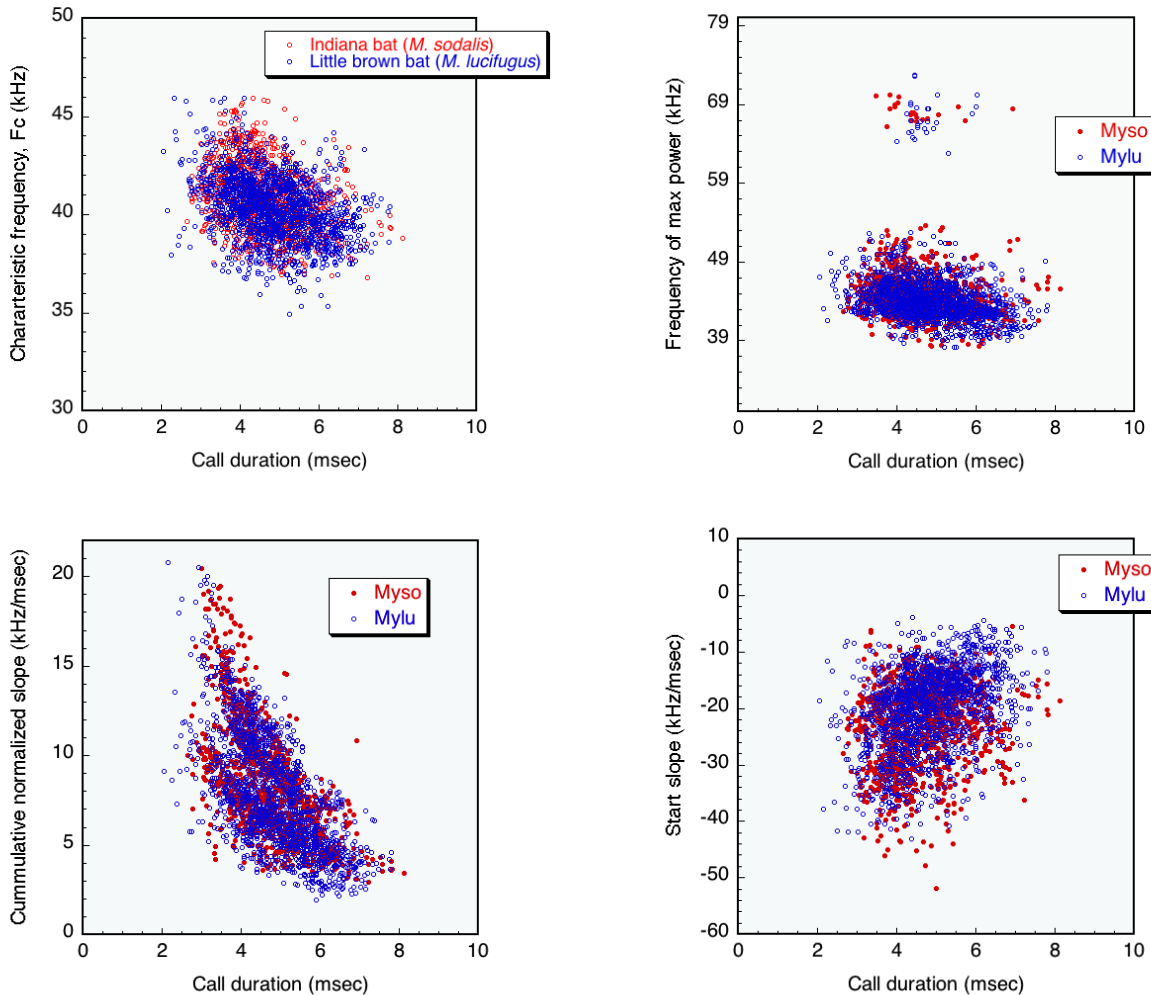 50
45
40
35
30
Chararteristic frequency, Fc (kHz)
Indiana bat (M. sodalis)
Little brown bat (M. lucifugus)
0 2 4 6 8 10
Call duration (msec)
79
69
59
49
39
Frequency of max power (kHz)
Myso
Mylu
0 2 4 6 8 10
Call duration (msec)
20
15
10
5
0
Cummulative normalized slope (kHz/msec)
Myso
Mylu
0 2 4 6 8 10
Call duration (msec)
10
0
-10
-20
-30
-40
-50
-60
Start slope (kHz/msec)
Myso
Mylu
0 2 4 6 8 10
Call duration (msec)